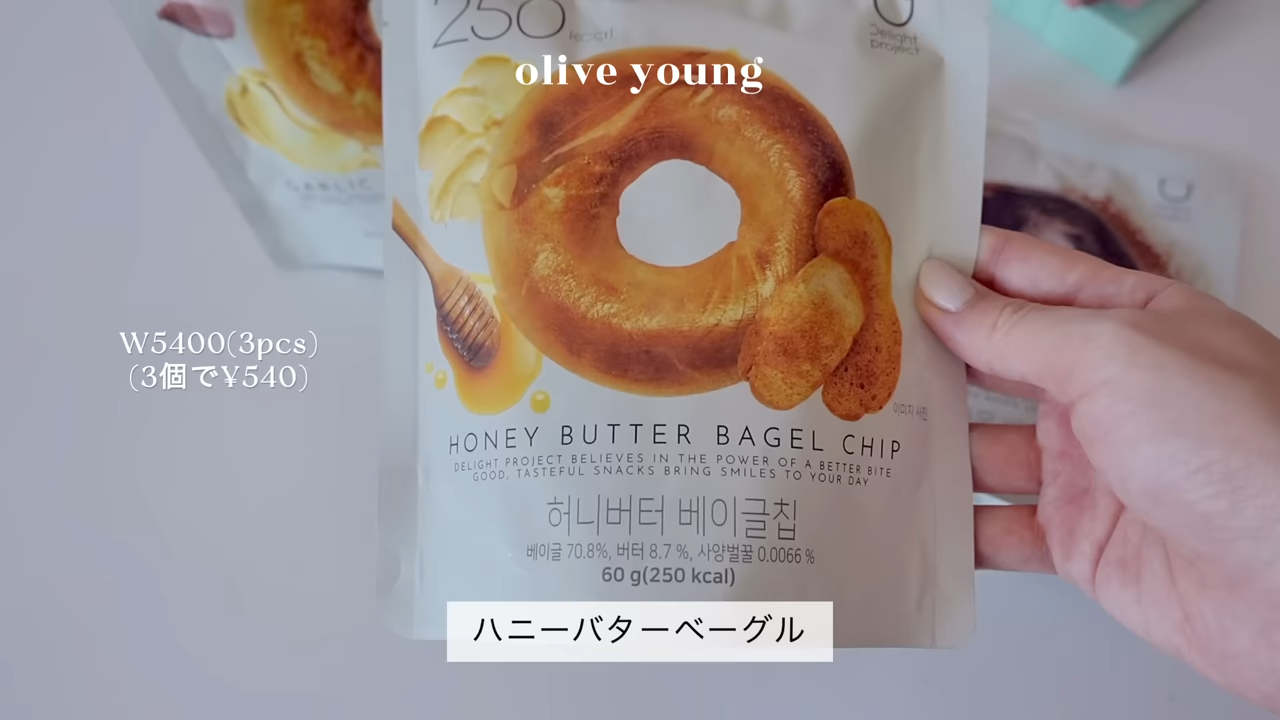 250 kcal
Delight
project
olive young
GARLIC
W5400(3pcs)
(3個で¥540)
이미지 사진
HONEY BUTTER BAGEL CHIP
DELIGHT PROJECT BELIEVES IN THE POWER OF A BETTER BITE
GOOD, TASTEFUL SNACKS BRING SMILES TO YOUR DAY
허니버터 베이글칩
베이글 70.8%, 버터 8.7 %, 사양벌꿀 0.0066 %
60 g(250 kcal)
ハニーバターベーグル